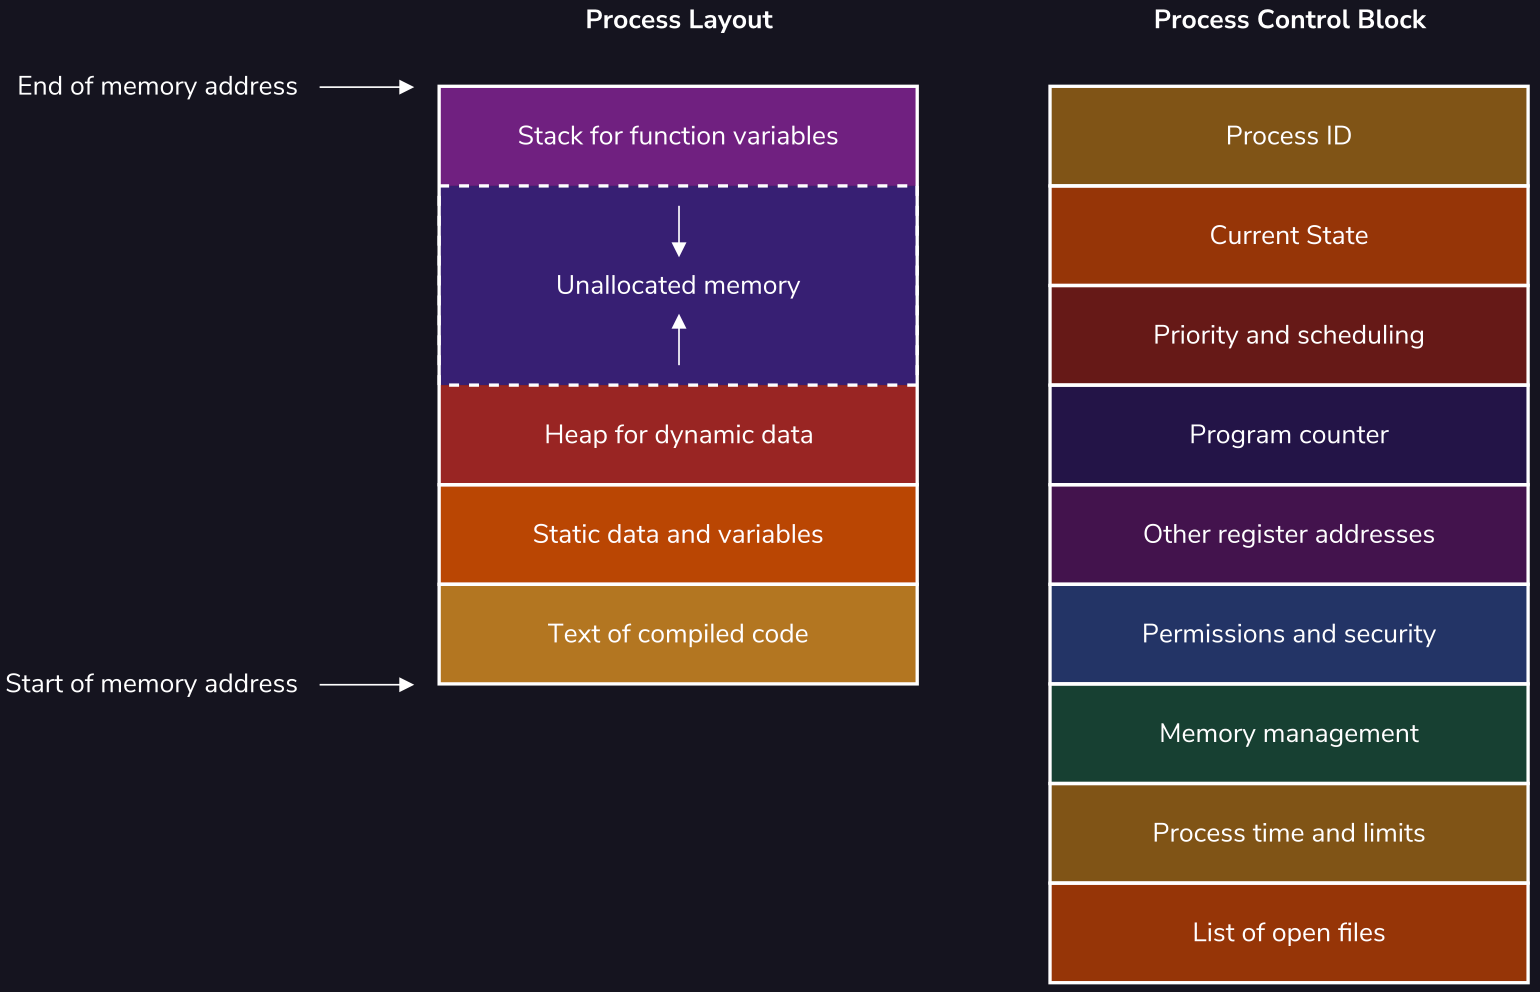 Process Layout
Process Control Block
End of memory address
Stack for function variables
Unallocated memory
Heap for dynamic data
Static data and variables
Text of compiled code
Start of memory address
Process ID
Current State
Priority and scheduling
Program counter
Other register addresses
Permissions and security
Memory management
Process time and limits
List of open files